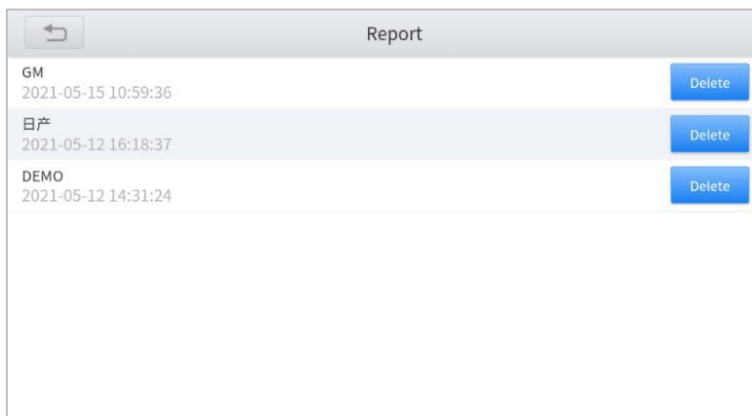 Report
GM
2021-05-15 10:59:36
Delete
日产
2021-05-12 16:18:37
Delete
DEMO
2021-05-12 14:31:24
Delete